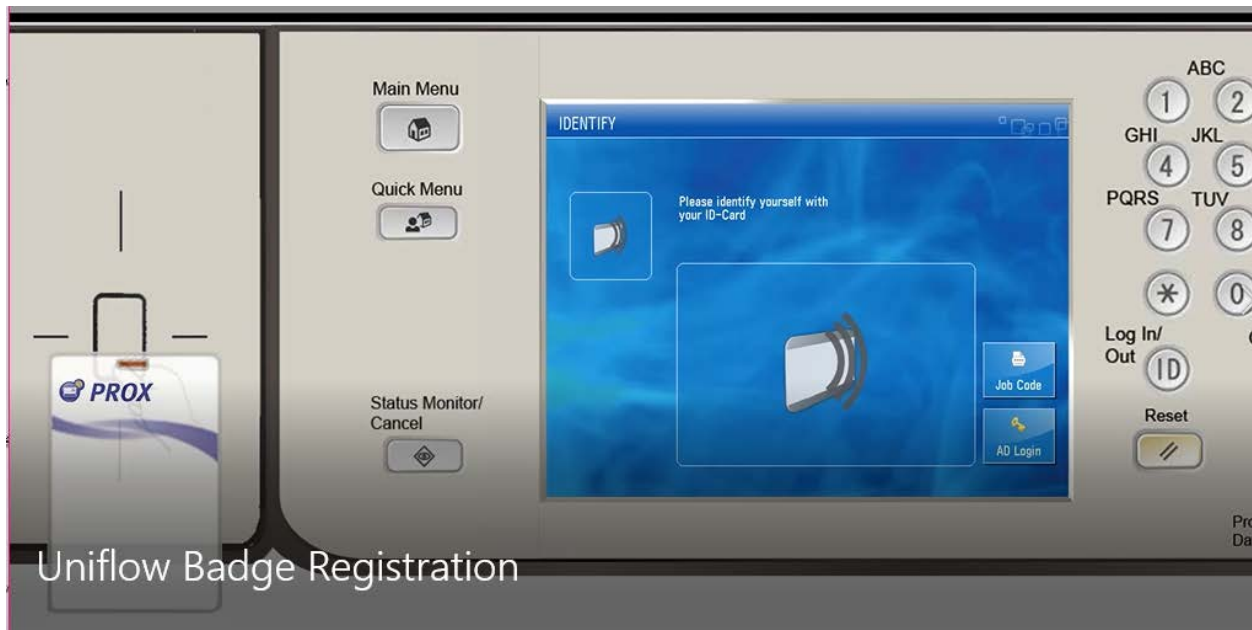 Main Menu
Quick Menu
Status Monitor/
Cancel
PROX
IDENTIFY
Please identify yourself with
your ID-Card
Job Code
AD Login
ABC
1
2
GHI
JKL
4
5
PQRS
TUV
7
8
*
0
Log In/
Out
ID
Reset
Uniflow Badge Registration